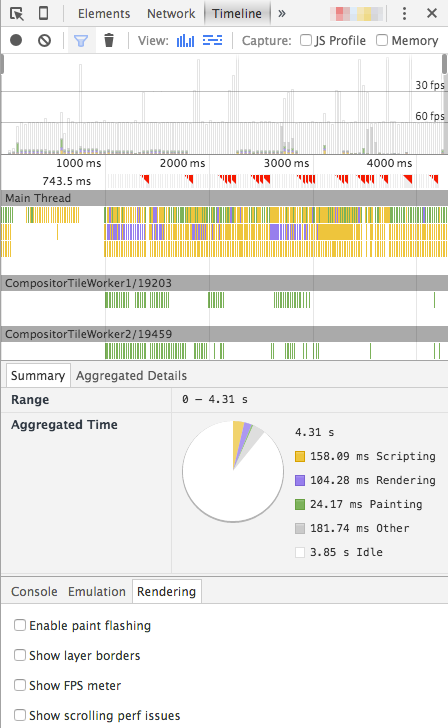 Elements Network Timeline »
View: Capture: JS Profile Memory
30 fps
60 fps
1000 ms 2000 ms 3000 ms 4000 ms
743.5 ms
Main Thread
CompositorTileWorker1/19203
CompositorTileWorker2/19459
Summary Aggregated Details
Range 0 – 4.31 s
Aggregated Time
4.31 s
158.09 ms Scripting
104.28 ms Rendering
24.17 ms Painting
181.74 ms Other
3.85 s Idle
Console Emulation Rendering
Enable paint flashing
Show layer borders
Show FPS meter
Show scrolling perf issues